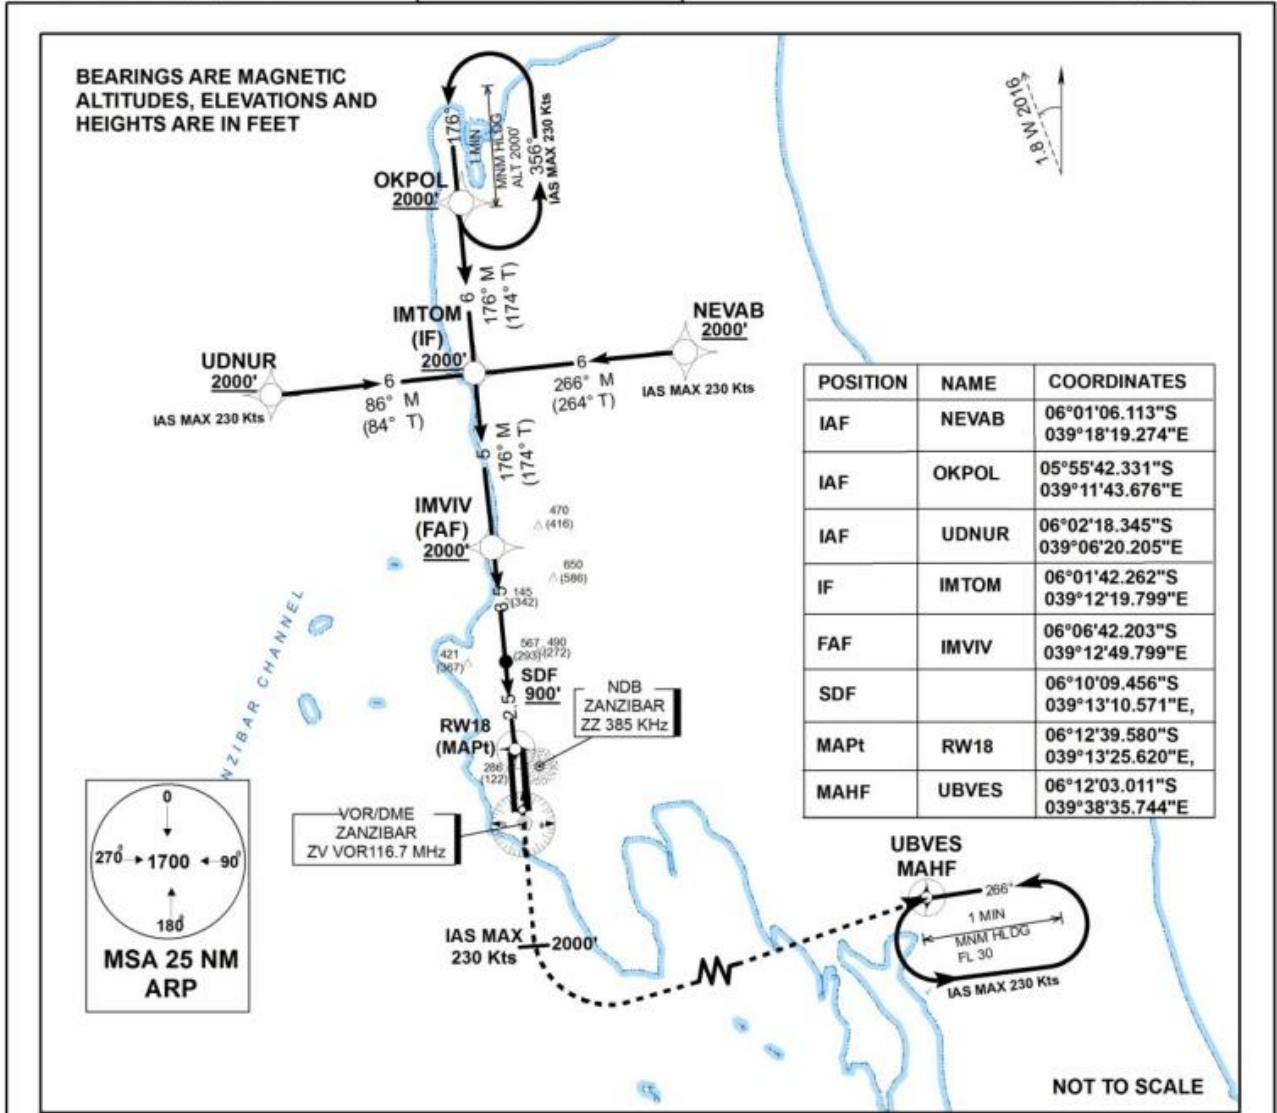 BEARINGS ARE MAGNETIC
ALTITUDES, ELEVATIONS AND
HEIGHTS ARE IN FEET
1.8 W 2016
176°
1 MIN
MNM HLDG
ALT 2000'
356°
IAS MAX 230 Kts
OKPOL
2000'
6
176° M
(174° T)
IMTOM
(IF)
2000'
NEVAB
2000'
6
266° M
(264° T)
IAS MAX 230 Kts
UDNUR
2000'
6
86° M
(84° T)
IAS MAX 230 Kts
5
176° M
(174° T)
IMVIV
(FAF)
2000'
470
(416)
650
(586)
145
(342)
567 490
(293) (272)
421
(367)
SDF
900'
2.5
RW18
(MAPt)
286
(122)
NDB
ZANZIBAR
ZZ 385 KHz
VOR/DME
ZANZIBAR
ZV VOR116.7 MHz
NZIBAR CHANNEL
POSITION NAME COORDINATES
IAF NEVAB 06°01'06.113"S
039°18'19.274"E
IAF OKPOL 05°55'42.331"S
039°11'43.676"E
IAF UDNUR 06°02'18.345"S
039°06'20.205"E
IF IMTOM 06°01'42.262"S
039°12'19.799"E
FAF IMVIV 06°06'42.203"S
039°12'49.799"E
SDF 06°10'09.456"S
039°13'10.571"E,
MAPt RW18 06°12'39.580"S
039°13'25.620"E,
MAHF UBVES 06°12'03.011"S
039°38'35.744"E
0
270° 1700 90°
180°
MSA 25 NM
ARP
IAS MAX
230 Kts
2000'
UBVES
MAHF
266°
1 MIN
MNM HLDG
FL 30
IAS MAX 230 Kts
NOT TO SCALE